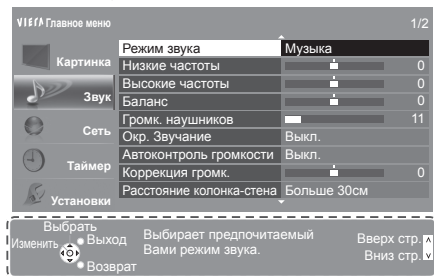 VIERA Главное меню 1/2
Картинка
Звук
Сеть
Таймер
Установки
Режим звука Музыка
Низкие частоты 0
Высокие частоты 0
Баланс 0
Громк. наушников 11
Окр. Звучание Выкл.
Автоконтроль громкости Выкл.
Коррекция громк. 0
Расстояние колонка-стена Больше 30см
Выбрать
Изменить
Выход
Возврат
Выбирает предпочитаемый
Вами режим звука.
Вверх стр.
Вниз стр.